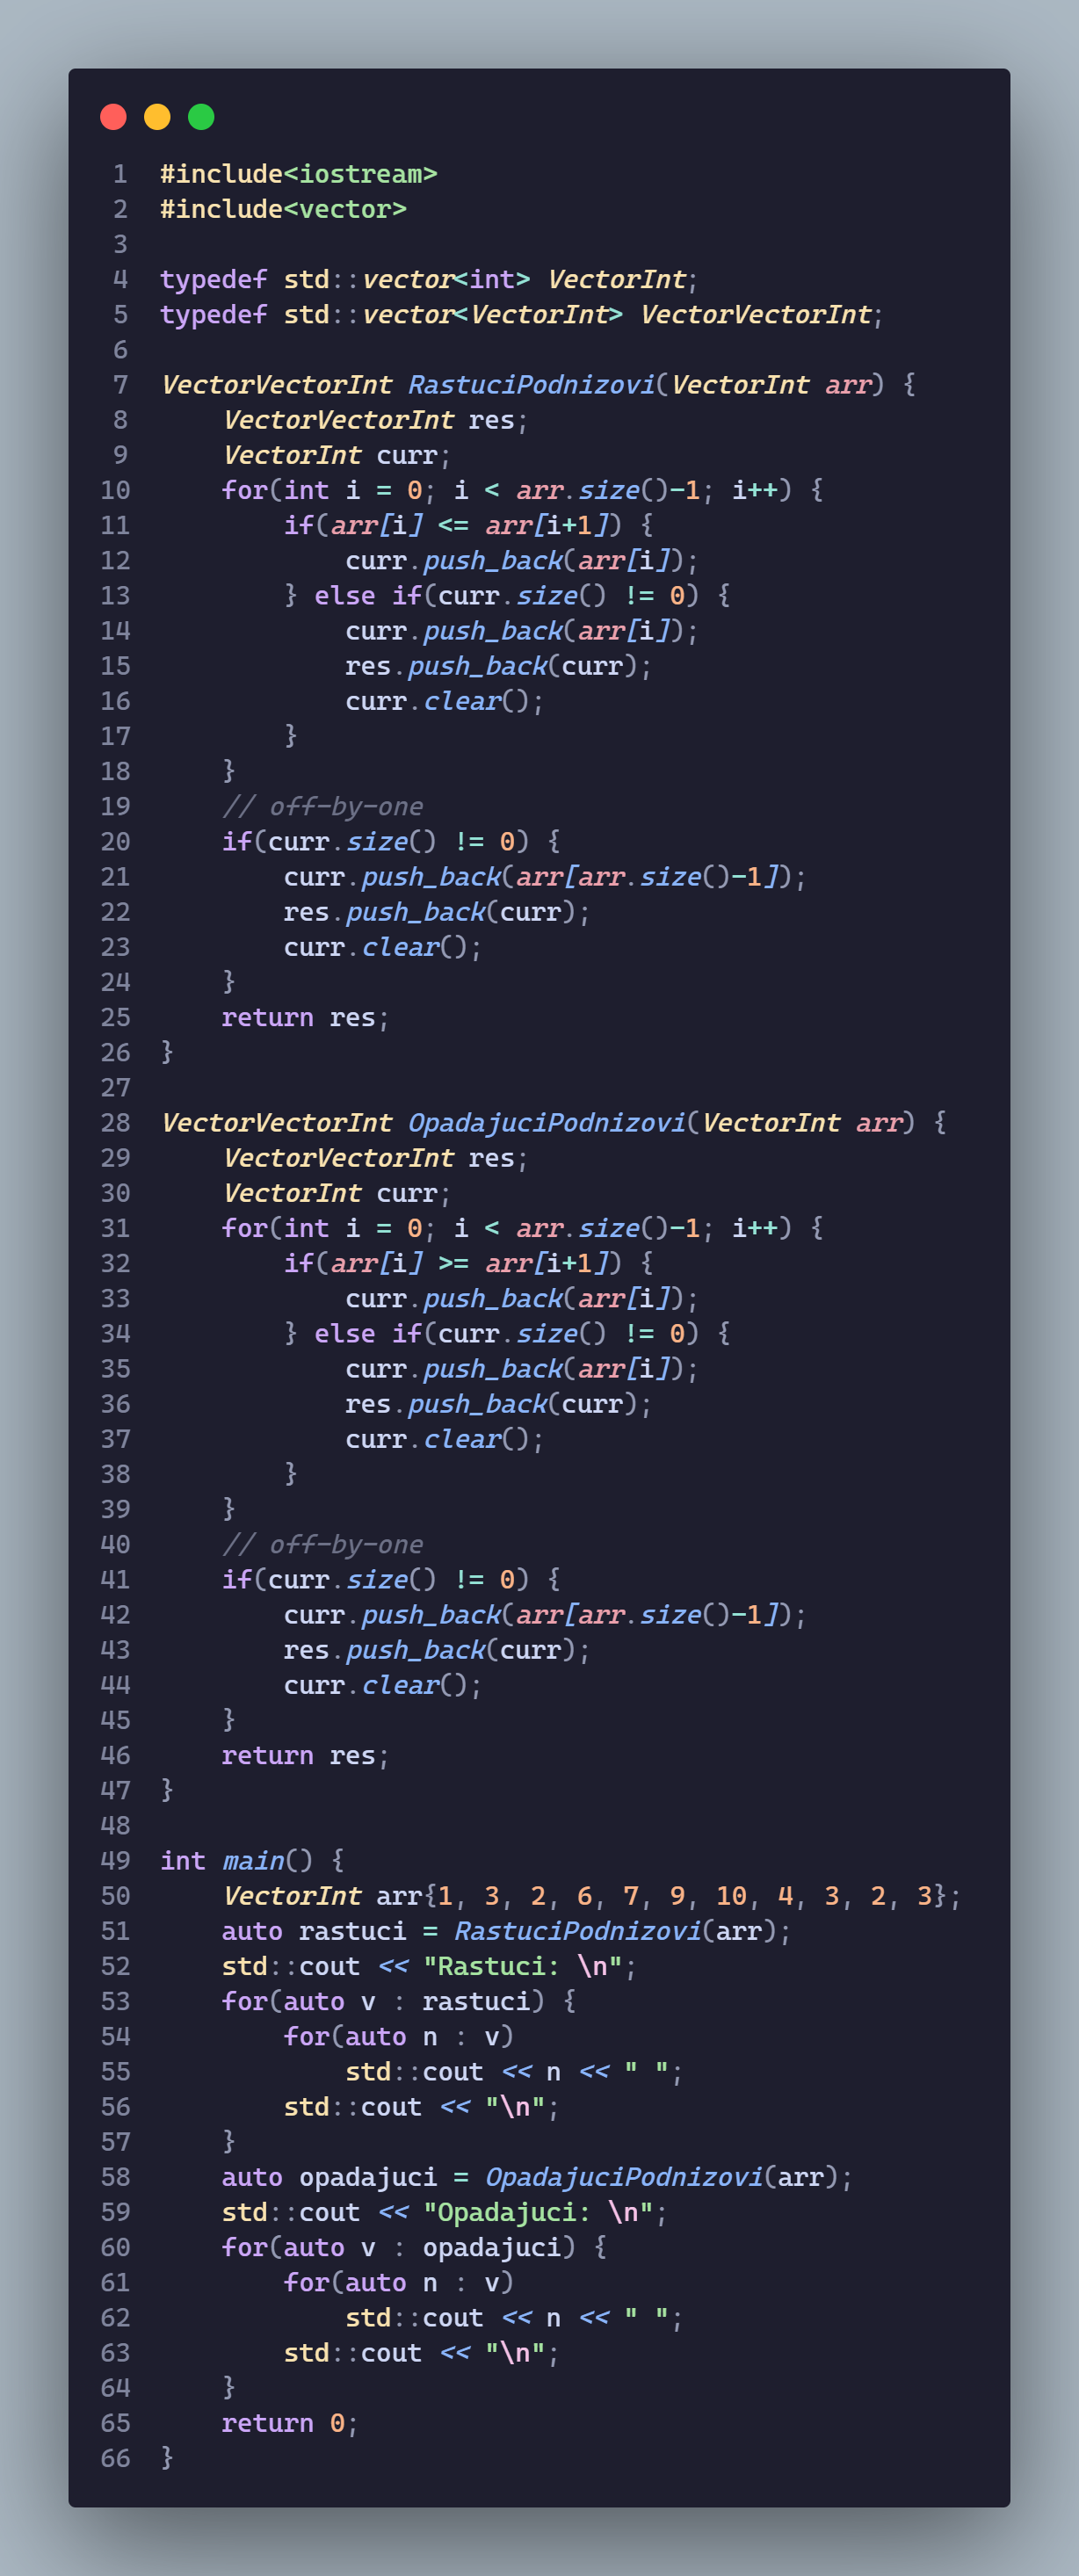 1 #include<iostream>
2 #include<vector>
3
4 typedef std::vector<int> VectorInt;
5 typedef std::vector<VectorInt> VectorVectorInt;
6
7 VectorVectorInt RastuciPodnizovi(VectorInt arr) {
8     VectorVectorInt res;
9     VectorInt curr;
10     for(int i = 0; i < arr.size()-1; i++) {
11         if(arr[i] <= arr[i+1]) {
12             curr.push_back(arr[i]);
13         } else if(curr.size() != 0) {
14             curr.push_back(arr[i]);
15             res.push_back(curr);
16             curr.clear();
17         }
18     }
19     // off-by-one
20     if(curr.size() != 0) {
21         curr.push_back(arr[arr.size()-1]);
22         res.push_back(curr);
23         curr.clear();
24     }
25     return res;
26 }
27
28 VectorVectorInt OpadajuciPodnizovi(VectorInt arr) {
29     VectorVectorInt res;
30     VectorInt curr;
31     for(int i = 0; i < arr.size()-1; i++) {
32         if(arr[i] >= arr[i+1]) {
33             curr.push_back(arr[i]);
34         } else if(curr.size() != 0) {
35             curr.push_back(arr[i]);
36             res.push_back(curr);
37             curr.clear();
38         }
39     }
40     // off-by-one
41     if(curr.size() != 0) {
42         curr.push_back(arr[arr.size()-1]);
43         res.push_back(curr);
44         curr.clear();
45     }
46     return res;
47 }
48
49 int main() {
50     VectorInt arr{1, 3, 2, 6, 7, 9, 10, 4, 3, 2, 3};
51     auto rastuci = RastuciPodnizovi(arr);
52     std::cout << "Rastuci: \n";
53     for(auto v : rastuci) {
54         for(auto n : v)
55             std::cout << n << " ";
56         std::cout << "\n";
57     }
58     auto opadajuci = OpadajuciPodnizovi(arr);
59     std::cout << "Opadajuci: \n";
60     for(auto v : opadajuci) {
61         for(auto n : v)
62             std::cout << n << " ";
63         std::cout << "\n";
64     }
65     return 0;
66 }